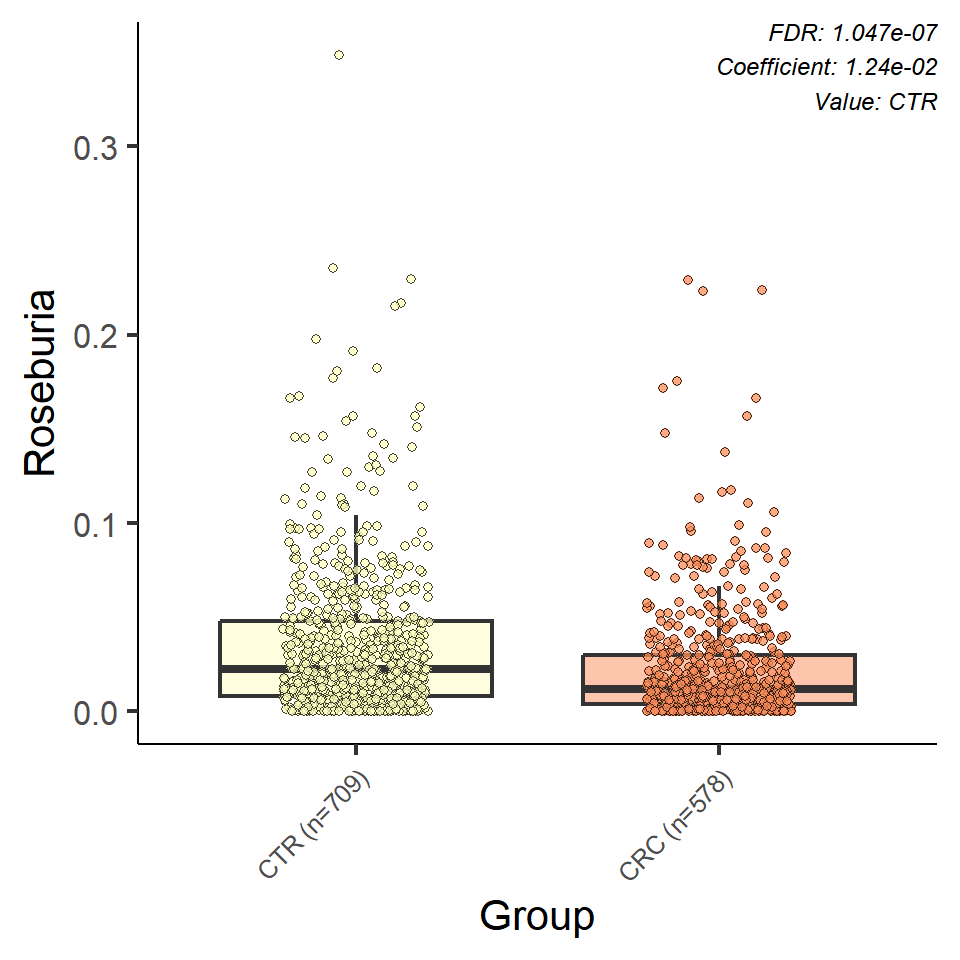 FDR: 1.047e-07
Coefficient: 1.24e-02
Value: CTR
0.3
0.2
0.1
0.0
Roseburia
CTR (n=709)
CRC (n=578)
Group